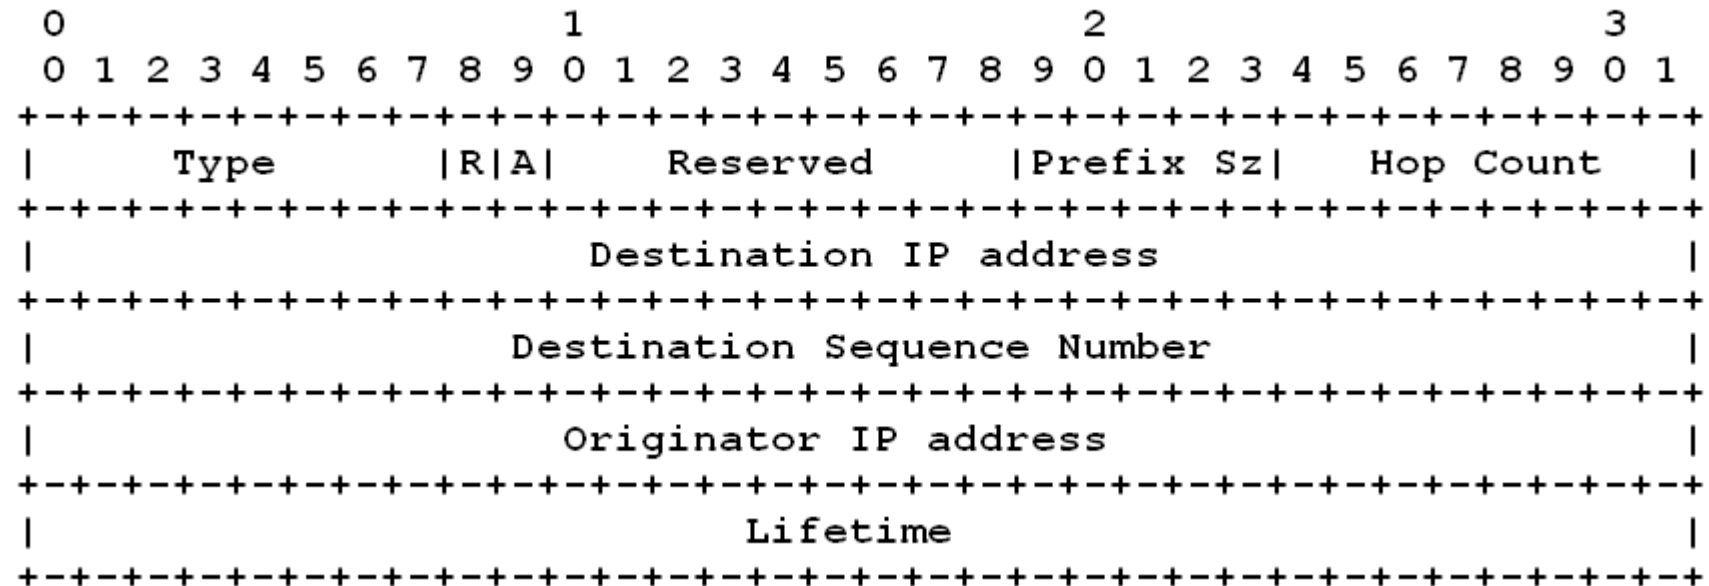 0                   1                   2                   3
 0 1 2 3 4 5 6 7 8 9 0 1 2 3 4 5 6 7 8 9 0 1 2 3 4 5 6 7 8 9 0 1
+-+-+-+-+-+-+-+-+-+-+-+-+-+-+-+-+-+-+-+-+-+-+-+-+-+-+-+-+-+-+-+-+
|     Type      |R|A|    Reserved     |Prefix Sz|   Hop Count   |
+-+-+-+-+-+-+-+-+-+-+-+-+-+-+-+-+-+-+-+-+-+-+-+-+-+-+-+-+-+-+-+-+
|                     Destination IP address                    |
+-+-+-+-+-+-+-+-+-+-+-+-+-+-+-+-+-+-+-+-+-+-+-+-+-+-+-+-+-+-+-+-+
|                  Destination Sequence Number                  |
+-+-+-+-+-+-+-+-+-+-+-+-+-+-+-+-+-+-+-+-+-+-+-+-+-+-+-+-+-+-+-+-+
|                    Originator IP address                      |
+-+-+-+-+-+-+-+-+-+-+-+-+-+-+-+-+-+-+-+-+-+-+-+-+-+-+-+-+-+-+-+-+
|                           Lifetime                            |
+-+-+-+-+-+-+-+-+-+-+-+-+-+-+-+-+-+-+-+-+-+-+-+-+-+-+-+-+-+-+-+-+